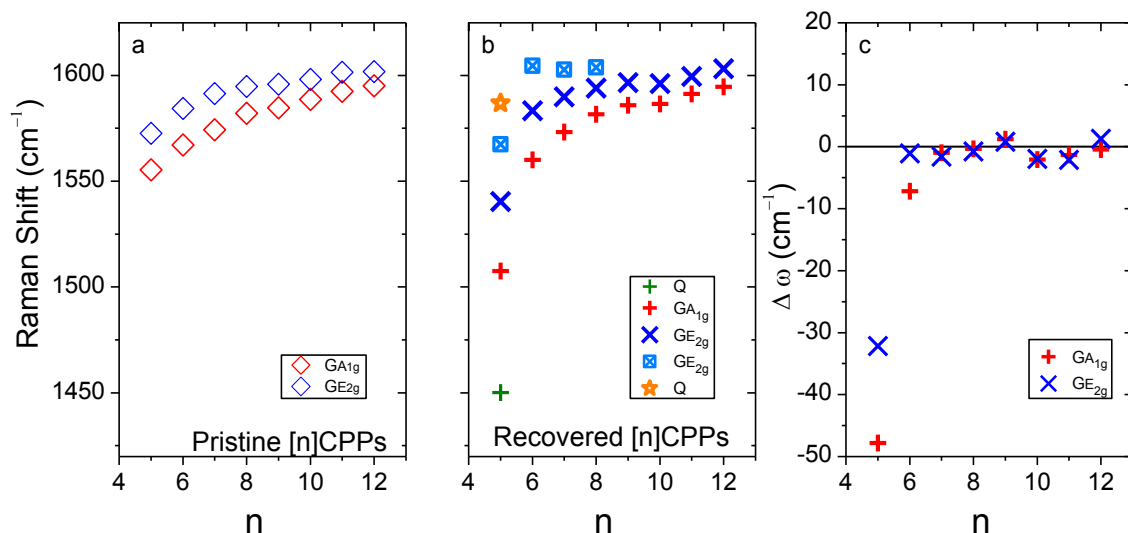 a
Raman Shift (cm⁻¹)
1600
1550
1500
1450
GA1g
GE2g
Pristine [n]CPPs
4 6 8 10 12
n
b
Q
GA1g
GE2g
GE2g
Q
Recovered [n]CPPs
4 6 8 10 12
n
c
Δ ω (cm⁻¹)
20
10
0
-10
-20
-30
-40
-50
GA1g
GE2g
4 6 8 10 12
n